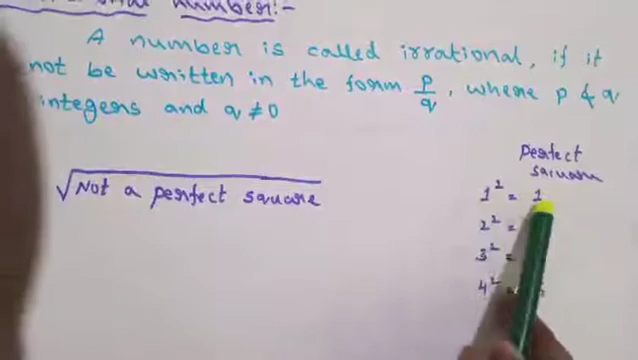 number:-
A number is called irrational, if it
not be written in the form p/q, where p & q
integers and q ≠ 0
Perfect
square
√Not a perfect square
1² = 1
2² =
3² =
4² =